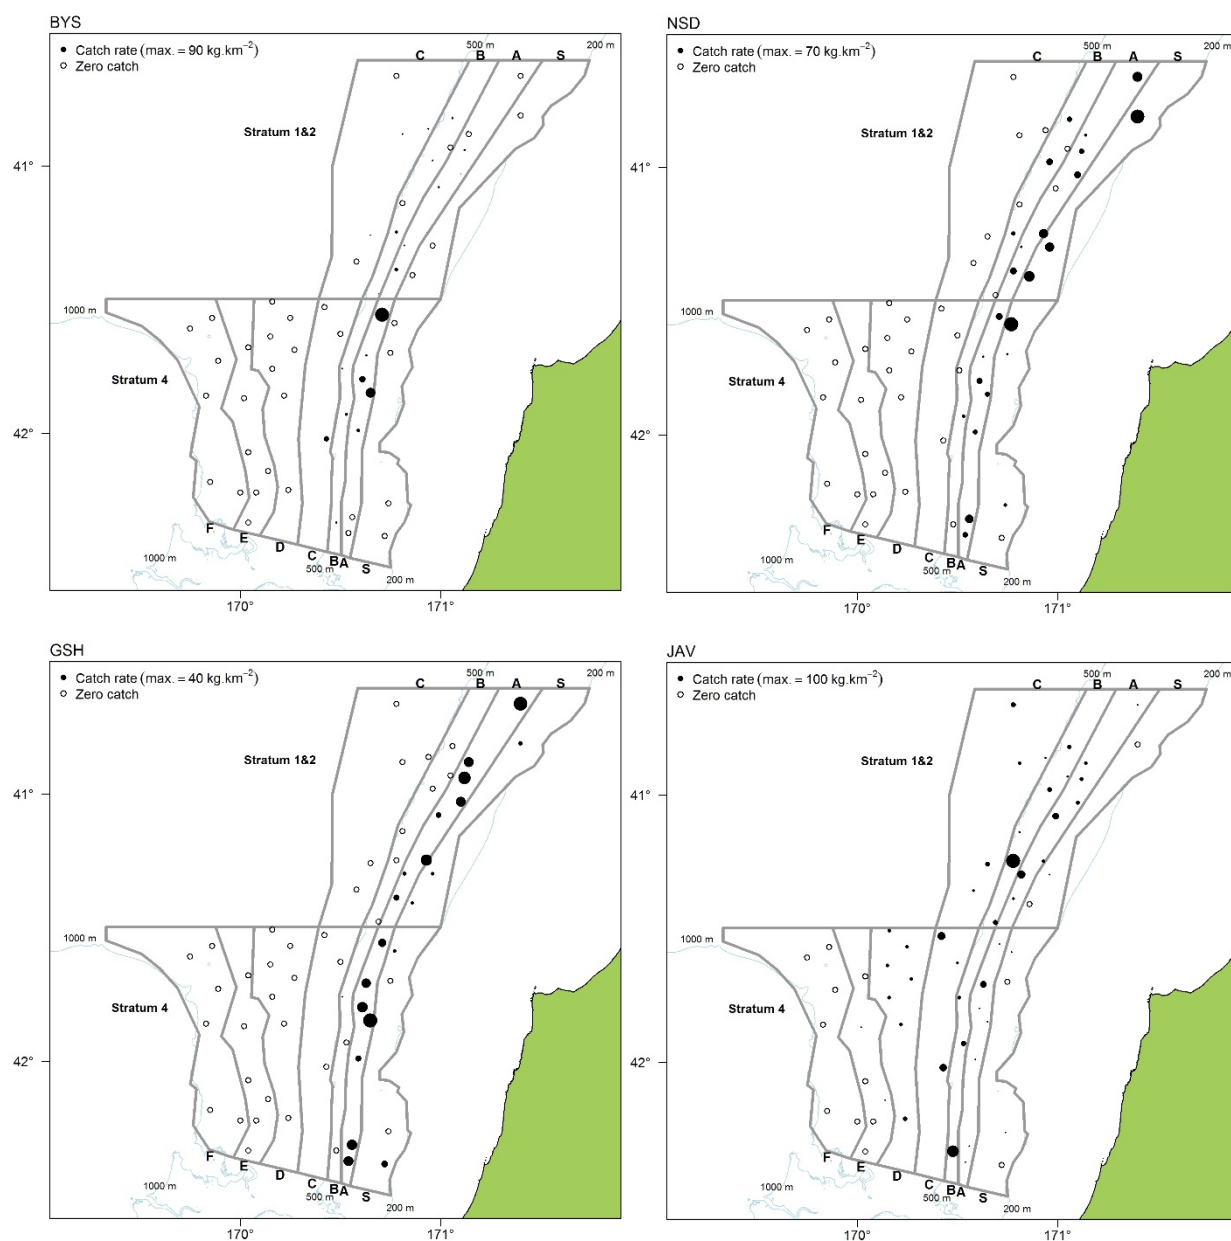 BYS
Catch rate (max. = 90 kg.km⁻²)
Zero catch
500 m
200 m
C B A S
Stratum 1&2
41°
1000 m
Stratum 4
42°
F E D C B A S
1000 m
500 m
200 m
170°
171°
NSD
Catch rate (max. = 70 kg.km⁻²)
Zero catch
500 m
200 m
C B A S
Stratum 1&2
41°
1000 m
Stratum 4
42°
F E D C B A S
1000 m
500 m
200 m
170°
171°
GSH
Catch rate (max. = 40 kg.km⁻²)
Zero catch
500 m
200 m
C B A S
Stratum 1&2
41°
1000 m
Stratum 4
42°
F E D C B A S
1000 m
500 m
200 m
170°
171°
JAV
Catch rate (max. = 100 kg.km⁻²)
Zero catch
500 m
200 m
C B A S
Stratum 1&2
41°
1000 m
Stratum 4
42°
F E D C B A S
1000 m
500 m
200 m
170°
171°